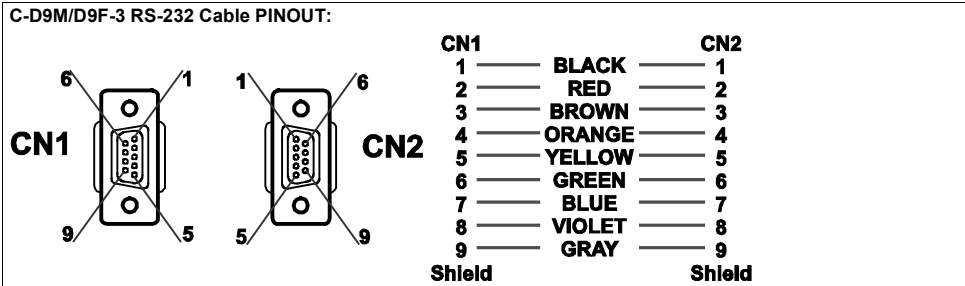 C-D9M/D9F-3 RS-232 Cable PINOUT:
CN1 CN2
6 1 1 6
CN1 CN2
9 5 5 9
1 BLACK 1
2 RED 2
3 BROWN 3
4 ORANGE 4
5 YELLOW 5
6 GREEN 6
7 BLUE 7
8 VIOLET 8
9 GRAY 9
Shield Shield